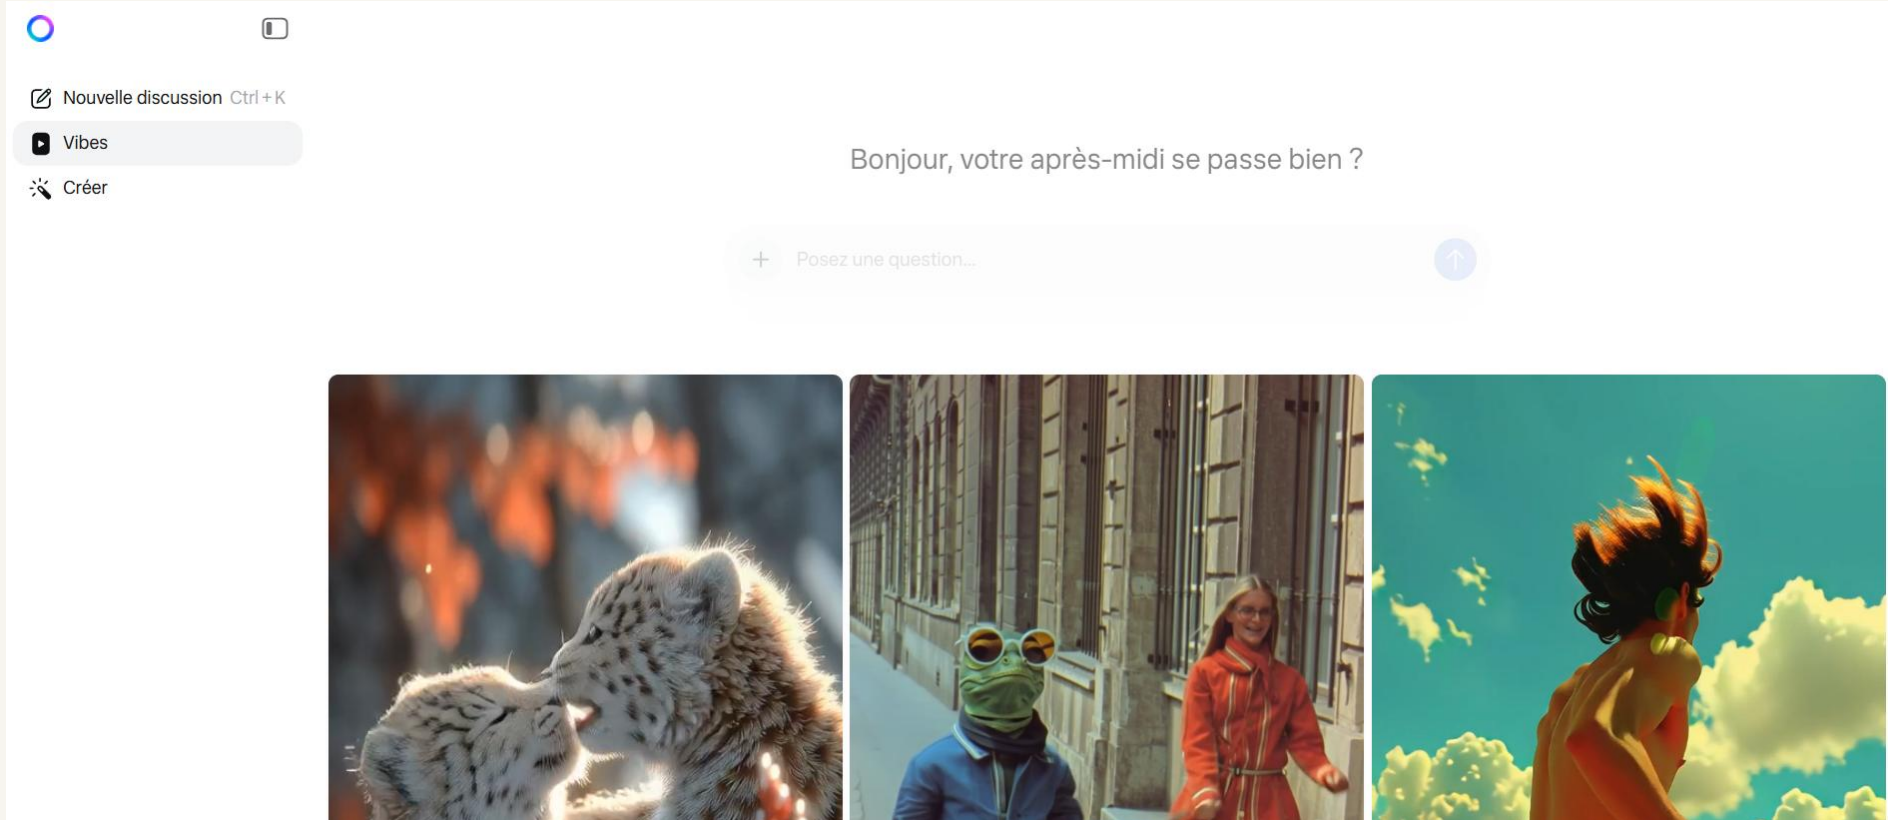 Nouvelle discussion Ctrl+K
Vibes
Créer
Bonjour, votre après-midi se passe bien ?
Posez une question...